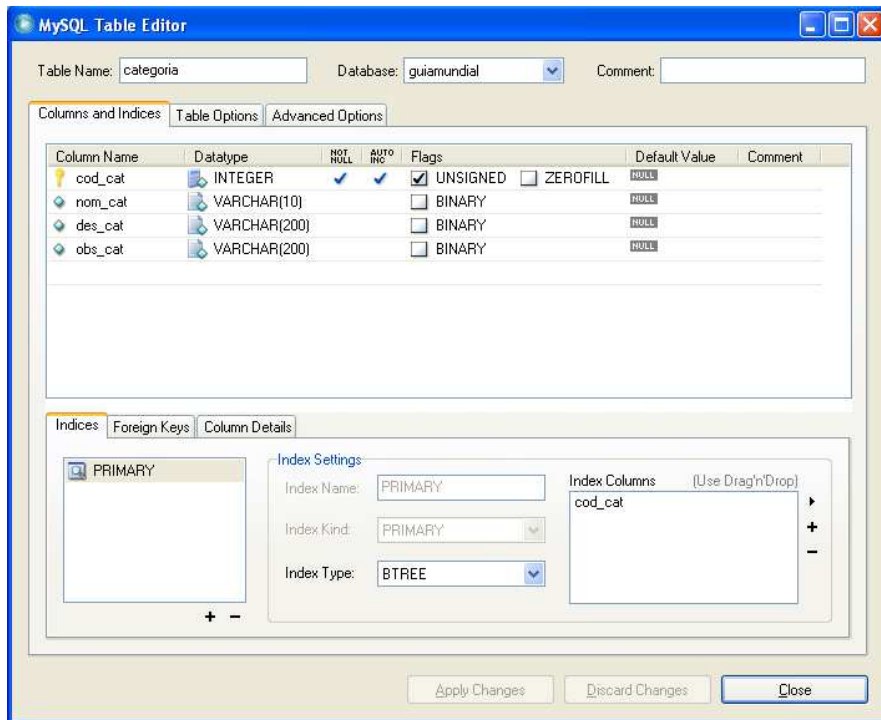 MySQL Table Editor
Table Name: categoria Database: guiamundial Comment:
Columns and Indices Table Options Advanced Options
Column Name Datatype NOT NULL AUTO INC Flags Default Value Comment
cod_cat INTEGER UNSIGNED ZEROFILL NULL
nom_cat VARCHAR(10) BINARY NULL
des_cat VARCHAR(200) BINARY NULL
obs_cat VARCHAR(200) BINARY NULL
Indices Foreign Keys Column Details
PRIMARY
Index Settings
Index Name: PRIMARY
Index Kind: PRIMARY
Index Type: BTREE
Index Columns (Use Drag'n'Drop)
cod_cat
Apply Changes Discard Changes Close